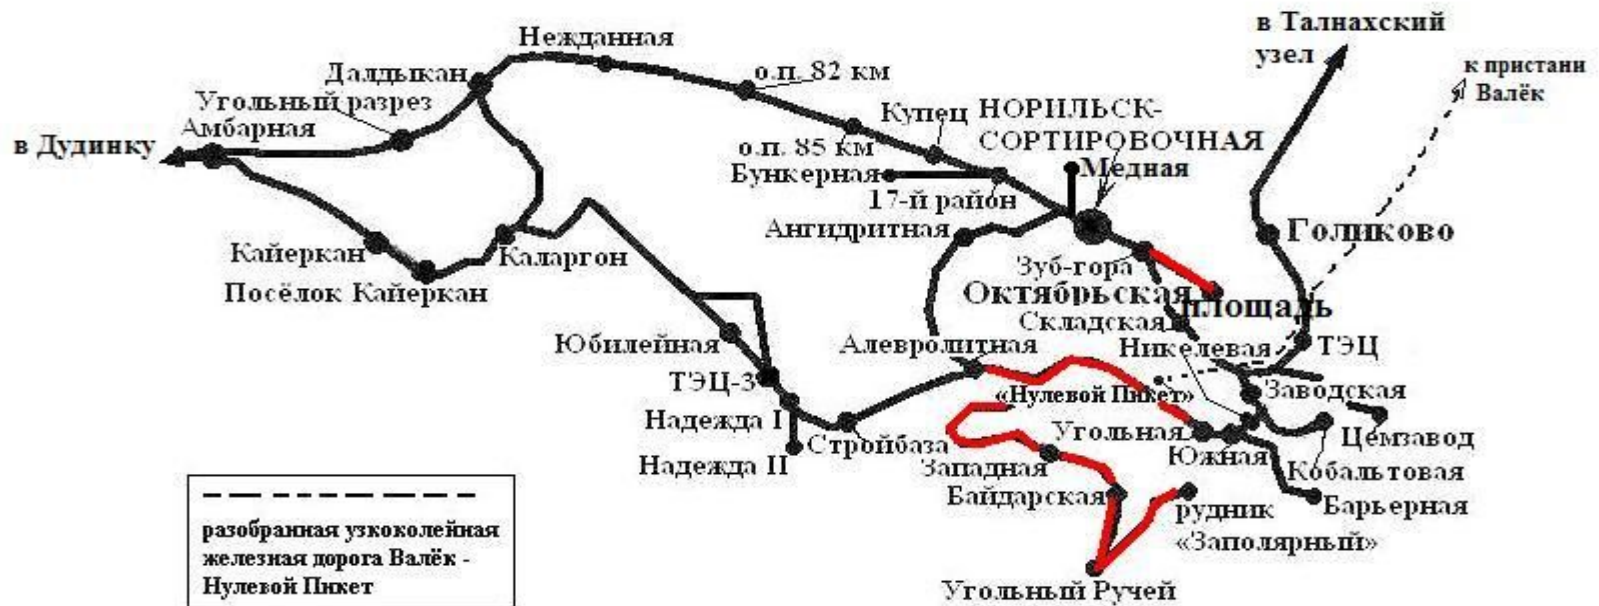 в Талнахский
узел
к пристани
Валёк
Нежданная
Далдыкан
о.п. 82 км
Угольный разрез
Амбарная
в Дудинку
Купец
НОРИЛЬСК-
СОРТИРОВОЧНАЯ
о.п. 85 км
Бункерная
Медная
17-й район
Ангидритная
Голиково
Кайеркан
Каларгон
Посёлок Кайеркан
Зуб-гора
Октябрьская
площадь
Складская
Юбилейная
Алевролитная
Никелевая
ТЭЦ
ТЭЦ-3
«Нулевой Пикет»
Заводская
Надежда I
Стройбаза
Угольная
Цемзавод
Надежда II
Западная
Южная
Кобальтовая
Байдарская
рудник
«Заполярный»
Барьерная
Угольный Ручей
разобранная узкоколейная
железная дорога Валёк -
Нулевой Пикет